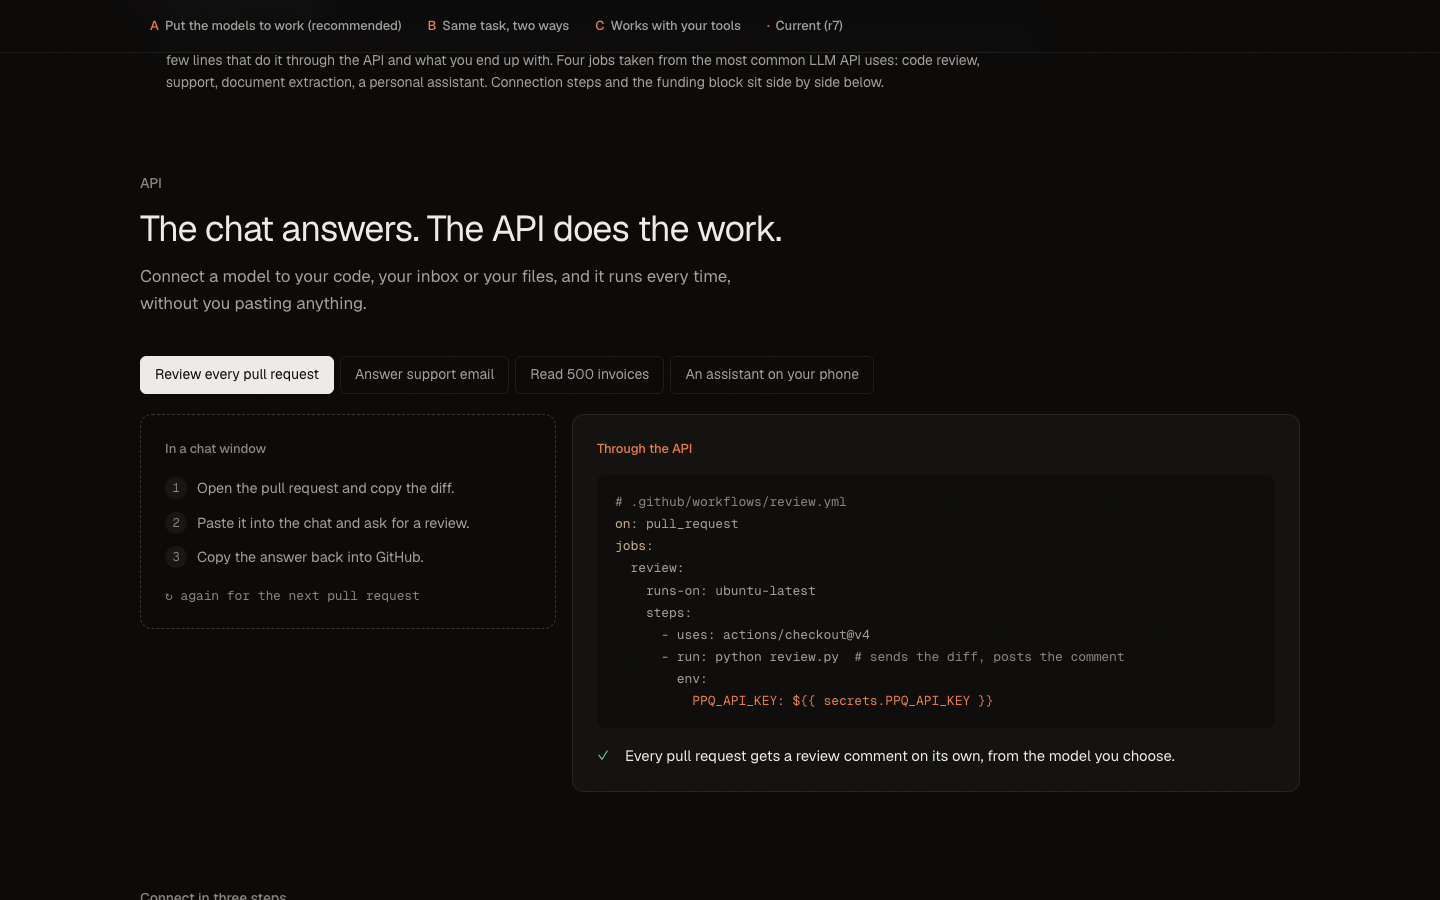 A Put the models to work (recommended) B Same task, two ways C Works with your tools · Current (r7)
few lines that do it through the API and what you end up with. Four jobs taken from the most common LLM API uses: code review,
support, document extraction, a personal assistant. Connection steps and the funding block sit side by side below.
API
The chat answers. The API does the work.
Connect a model to your code, your inbox or your files, and it runs every time,
without you pasting anything.
Review every pull request Answer support email Read 500 invoices An assistant on your phone
In a chat window
1 Open the pull request and copy the diff.
2 Paste it into the chat and ask for a review.
3 Copy the answer back into GitHub.
↻ again for the next pull request
Through the API
# .github/workflows/review.yml
on: pull_request
jobs:
  review:
    runs-on: ubuntu-latest
    steps:
      - uses: actions/checkout@v4
      - run: python review.py  # sends the diff, posts the comment
        env:
          PPQ_API_KEY: ${{ secrets.PPQ_API_KEY }}
✓ Every pull request gets a review comment on its own, from the model you choose.
Connect in three steps